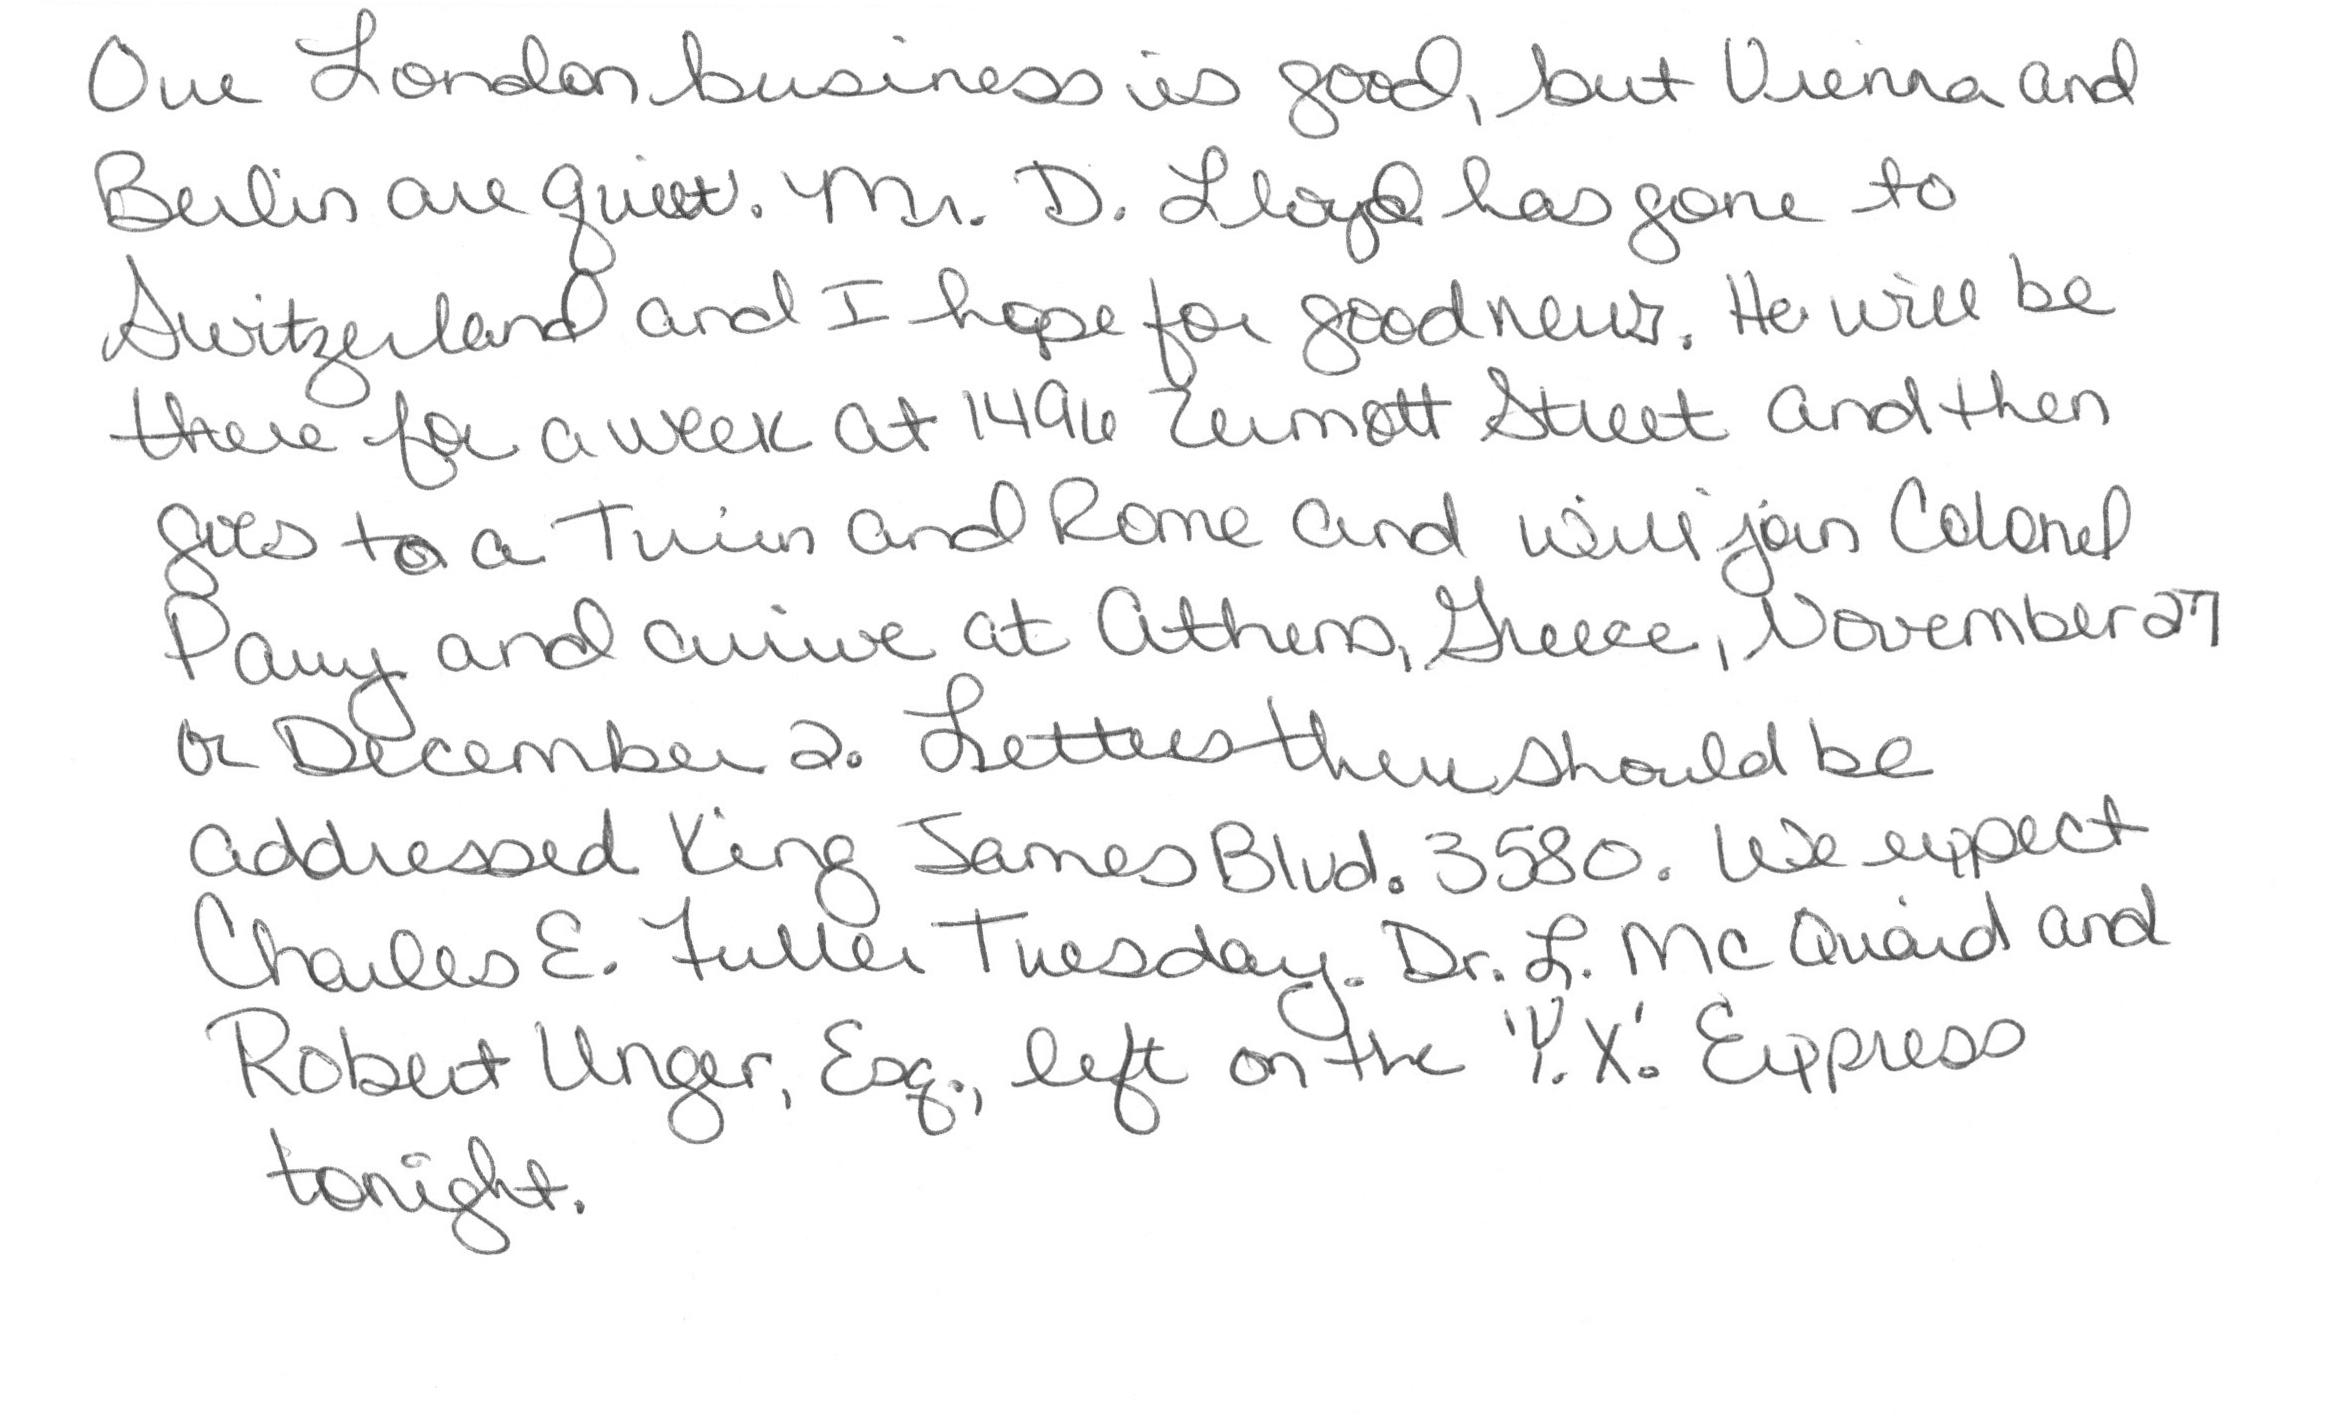 Our London business is good, but Vienna and
Berlin are quiet. Mr. D. Lloyd has gone to
Switzerland and I hope for good news. He will be
there for a week at 1496 Zermott Street and then
goes to a Turin and Rome and will join Colonel
Parry and arrive at Athens, Greece, November 27
or December 2. Letters there should be
addressed King James Blvd. 3580. We expect
Charles E. Fuller Tuesday. Dr. L. Mc Quaid and
Robert Unger, Esq., left on the 'Y.X.' Express
tonight.